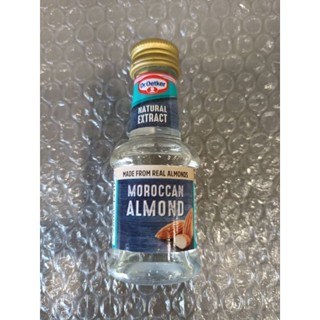 Dr.Oetker
NATURAL
EXTRACT
MADE FROM REAL ALMONDS
MOROCCAN
ALMOND